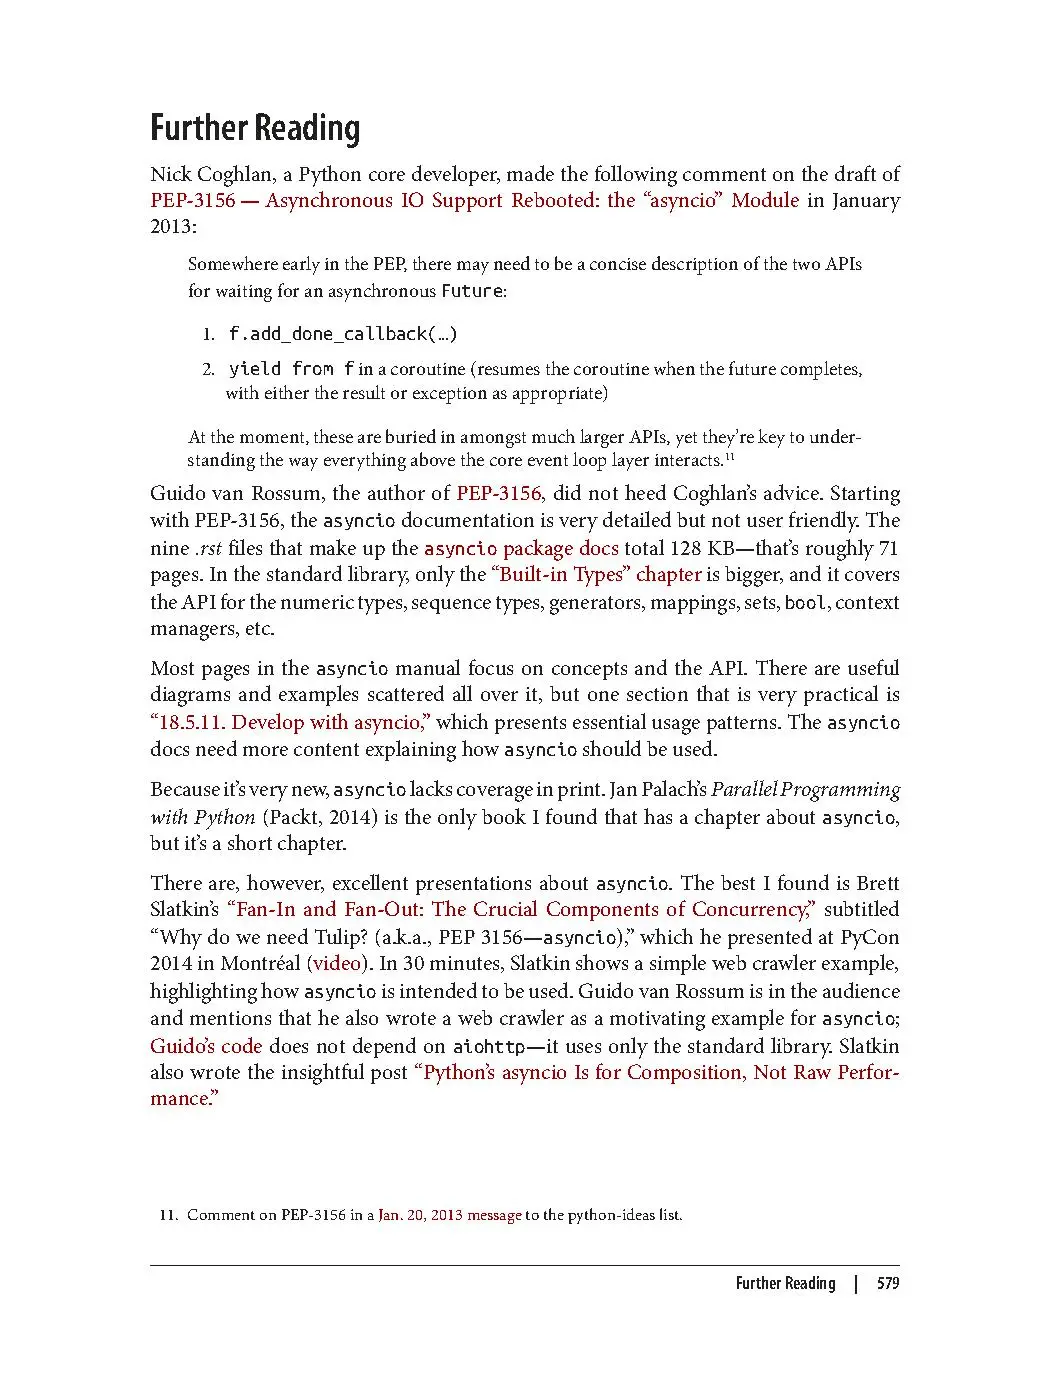 Further Reading
Nick Coghlan, a Python core developer, made the following comment on the draft of
PEP-3156 — Asynchronous IO Support Rebooted: the “asyncio” Module in January
2013:
Somewhere early in the PEP, there may need to be a concise description of the two APIs
for waiting for an asynchronous Future:
1. f.add_done_callback(…)
2. yield from f in a coroutine (resumes the coroutine when the future completes,
with either the result or exception as appropriate)
At the moment, these are buried in amongst much larger APIs, yet they’re key to under-
standing the way everything above the core event loop layer interacts.11
Guido van Rossum, the author of PEP-3156, did not heed Coghlan’s advice. Starting
with PEP-3156, the asyncio documentation is very detailed but not user friendly. The
nine .rst files that make up the asyncio package docs total 128 KB—that’s roughly 71
pages. In the standard library, only the “Built-in Types” chapter is bigger, and it covers
the API for the numeric types, sequence types, generators, mappings, sets, bool, context
managers, etc.
Most pages in the asyncio manual focus on concepts and the API. There are useful
diagrams and examples scattered all over it, but one section that is very practical is
“18.5.11. Develop with asyncio,” which presents essential usage patterns. The asyncio
docs need more content explaining how asyncio should be used.
Because it’s very new, asyncio lacks coverage in print. Jan Palach’s Parallel Programming
with Python (Packt, 2014) is the only book I found that has a chapter about asyncio,
but it’s a short chapter.
There are, however, excellent presentations about asyncio. The best I found is Brett
Slatkin’s “Fan-In and Fan-Out: The Crucial Components of Concurrency,” subtitled
“Why do we need Tulip? (a.k.a., PEP 3156—asyncio),” which he presented at PyCon
2014 in Montréal (video). In 30 minutes, Slatkin shows a simple web crawler example,
highlighting how asyncio is intended to be used. Guido van Rossum is in the audience
and mentions that he also wrote a web crawler as a motivating example for asyncio;
Guido’s code does not depend on aiohttp—it uses only the standard library. Slatkin
also wrote the insightful post “Python’s asyncio Is for Composition, Not Raw Perfor-
mance.”
11. Comment on PEP-3156 in a Jan. 20, 2013 message to the python-ideas list.
Further Reading | 579